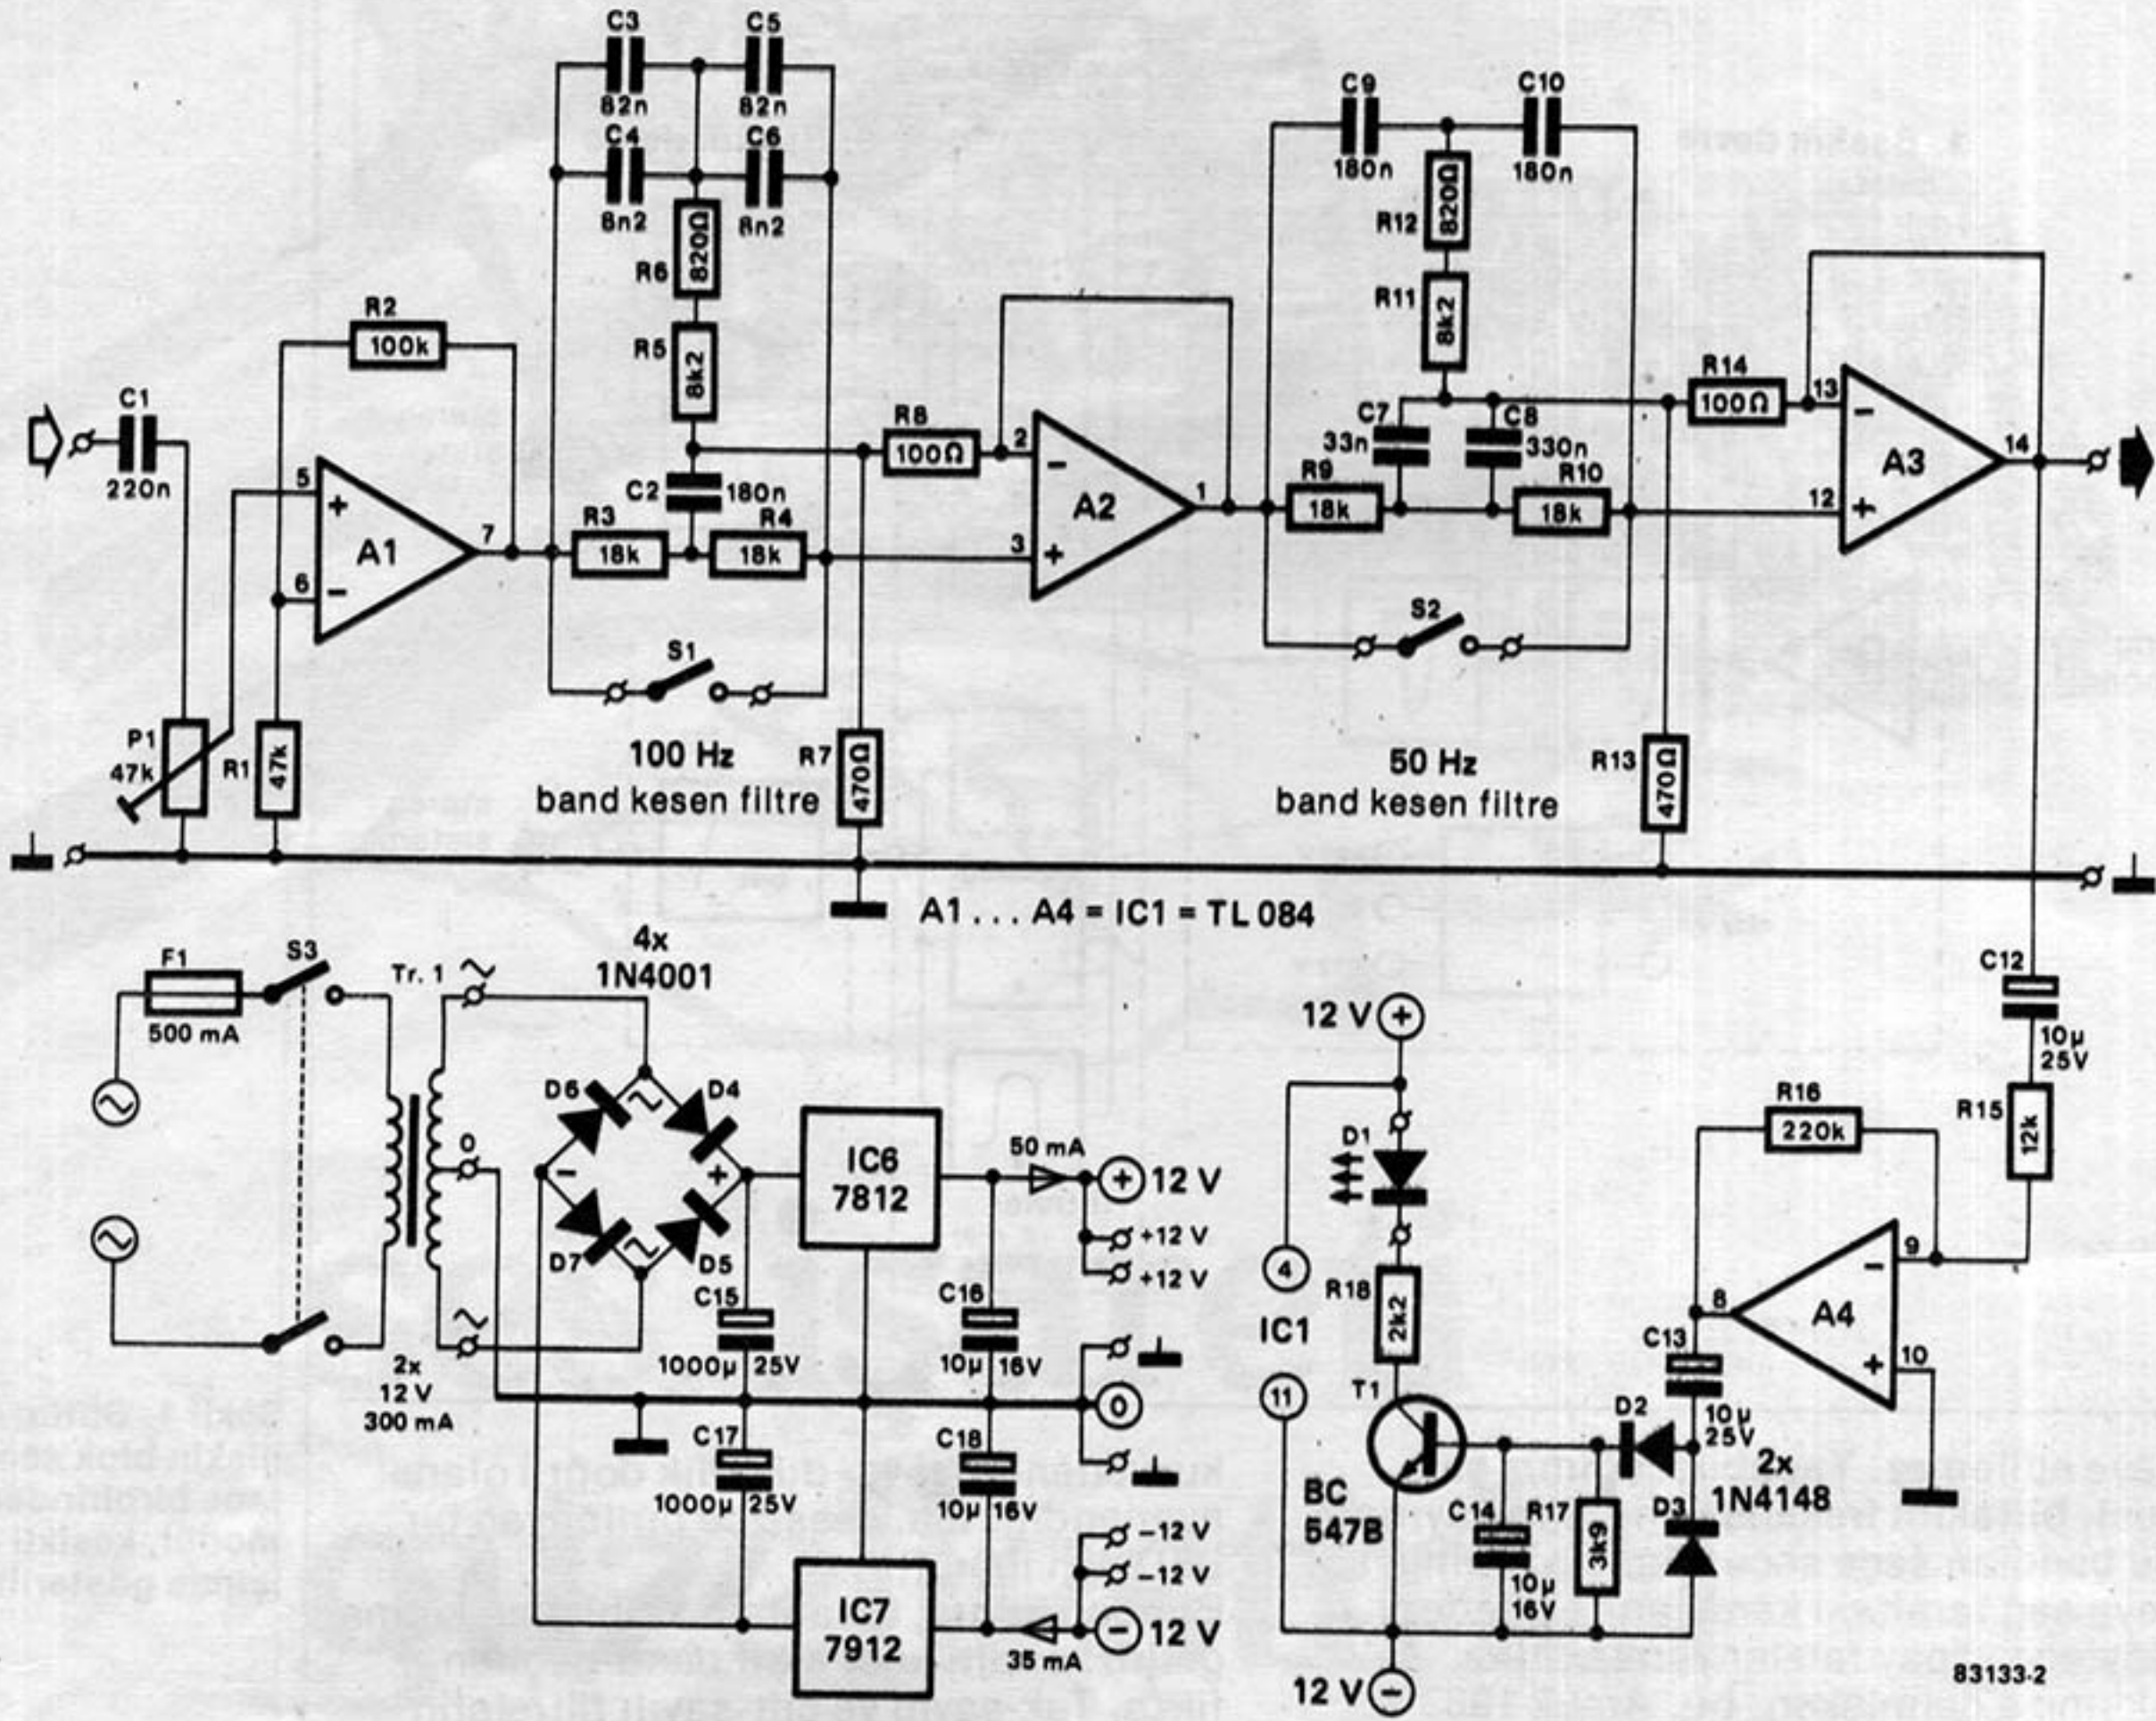 C3
82n
C5
82n
C4
8n2
C6
8n2
R6
820Ω
R5
8k2
C2
180n
R3
18k
R4
18k
S1
100 Hz
band kesen filtre
R2
100k
C1
220n
5
+
6
−
A1
7
P1
47k
R1
47k
R8
100Ω
2
−
3
+
A2
1
R7
470Ω
C9
180n
C10
180n
R12
820Ω
R11
8k2
C7
33n
C8
330n
R9
18k
R10
18k
S2
50 Hz
band kesen filtre
R14
100Ω
13
−
12
+
A3
14
R13
470Ω
A1 . . . A4 = IC1 = TL 084
F1
500 mA
S3
Tr. 1
0
2x
12 V
300 mA
4x
1N4001
D6
D4
D7
D5
−
+
IC6
7812
50 mA
+ 12 V
+12 V
+12 V
C15
1000µ 25V
C16
10µ 16V
0
C17
1000µ 25V
C18
10µ 16V
−12 V
−12 V
− 12 V
35 mA
IC7
7912
12 V +
D1
4
IC1
11
R18
2k2
T1
BC
547B
12 V −
C14
10µ
16V
R17
3k9
D2
D3
2x
1N4148
C13
10µ
25V
8
A4
9
−
10
+
R16
220k
R15
12k
C12
10µ
25V
83133-2